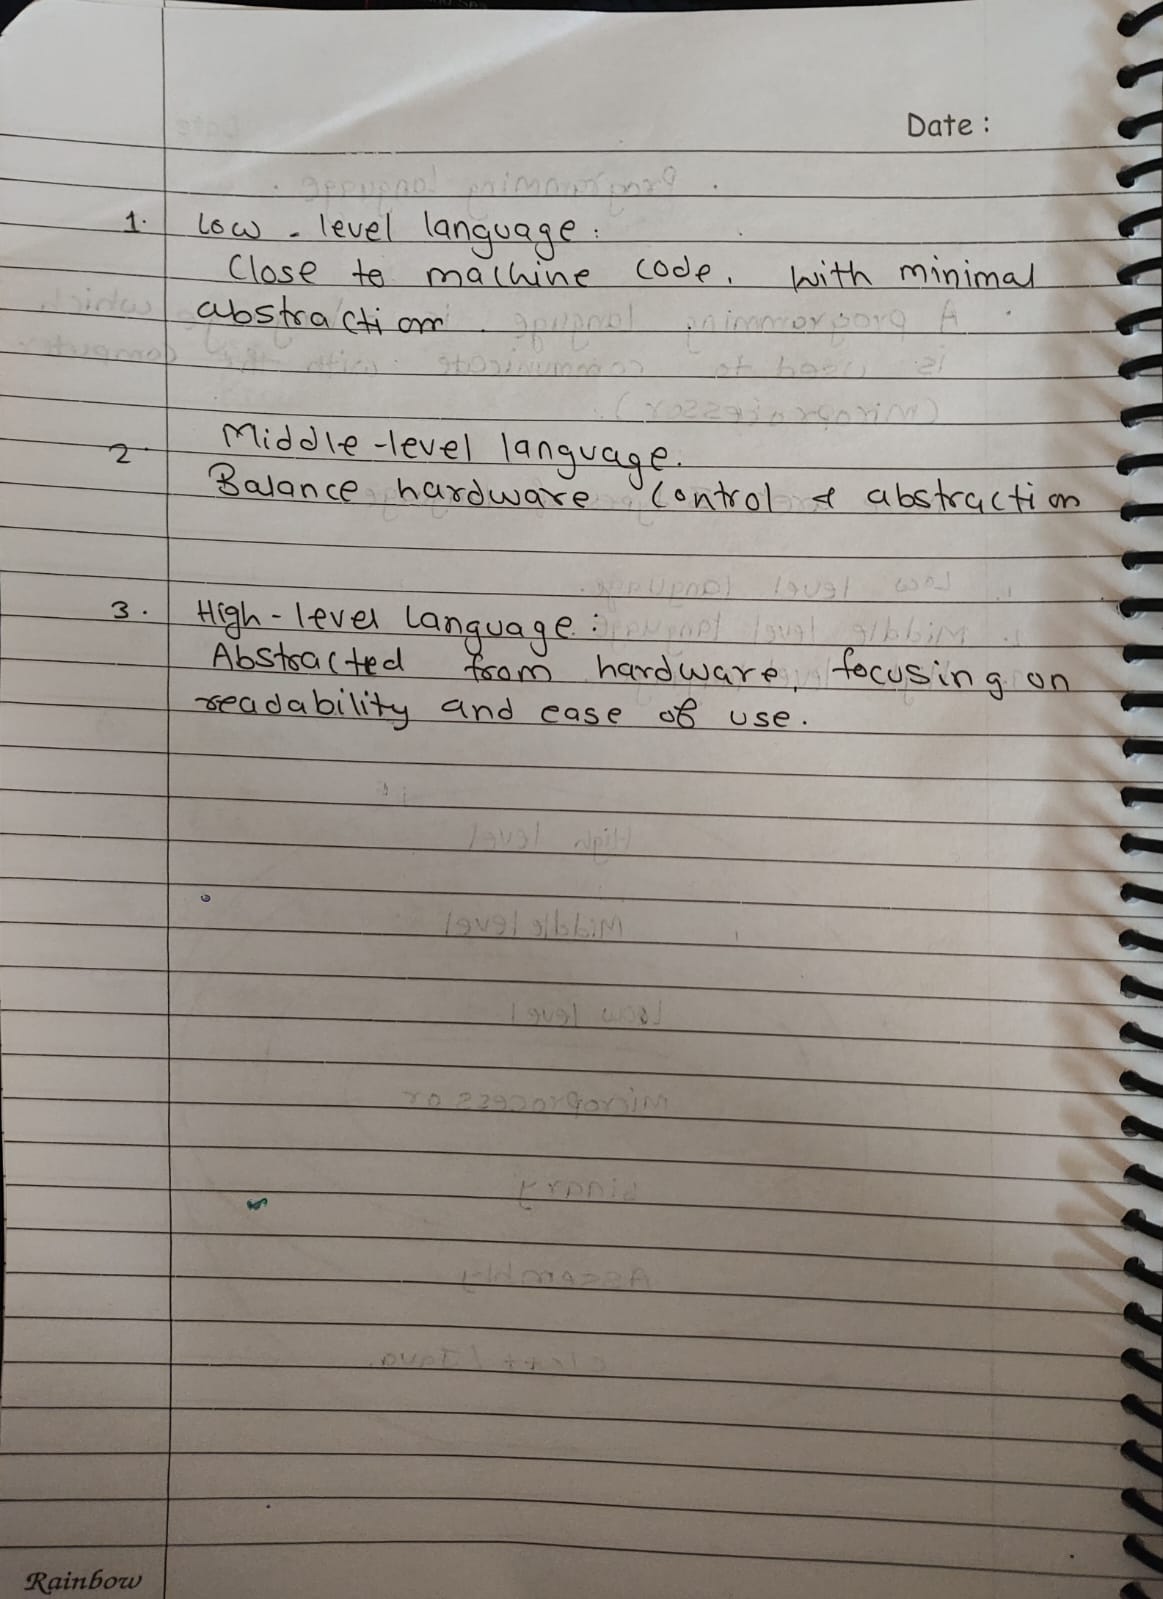 Date :
1. Low - level language :
Close to machine code, with minimal
abstraction.
2 Middle-level language.
Balance hardware control & abstraction
3. High-level language :
Abstracted from hardware, focusing on
readability and ease of use.
Rainbow